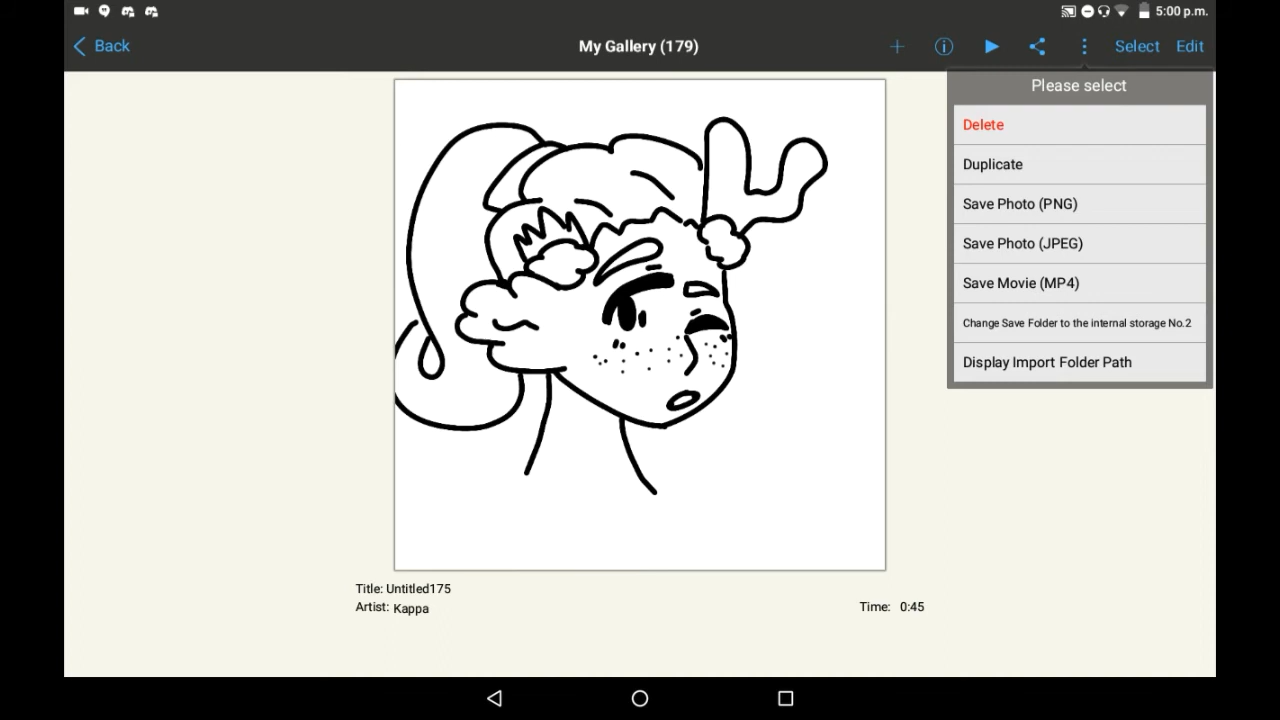 5:00 p.m.
Back
My Gallery (179)
Select
Edit
Please select
Delete
Duplicate
Save Photo (PNG)
Save Photo (JPEG)
Save Movie (MP4)
Change Save Folder to the internal storage No.2
Display Import Folder Path
Title: Untitled175
Artist: Kappa
Time: 0:45